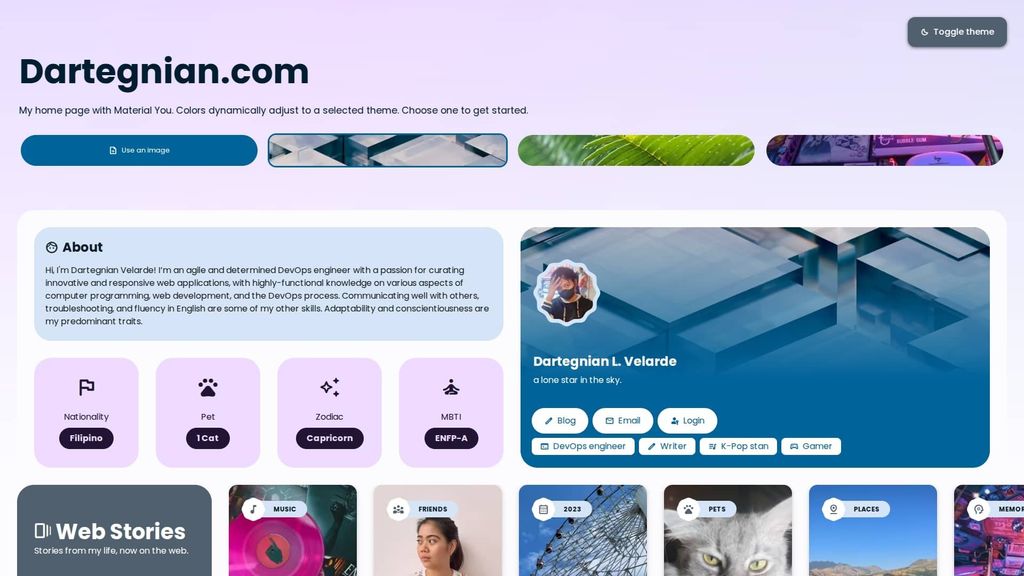 Toggle theme
Dartegnian.com
My home page with Material You. Colors dynamically adjust to a selected theme. Choose one to get started.
Use an image
BUBBLE GUM
About
Hi, I'm Dartegnian Velarde! I'm an agile and determined DevOps engineer with a passion for curating
innovative and responsive web applications, with highly-functional knowledge on various aspects of
computer programming, web development, and the DevOps process. Communicating well with others,
troubleshooting, and fluency in English are some of my other skills. Adaptability and conscientiousness are
my predominant traits.
Nationality
Filipino
Pet
1 Cat
Zodiac
Capricorn
MBTI
ENFP-A
Dartegnian L. Velarde
a lone star in the sky.
Blog
Email
Login
DevOps engineer
Writer
K-Pop stan
Gamer
Web Stories
Stories from my life, now on the web.
MUSIC
FRIENDS
2023
PETS
PLACES
MEMOR